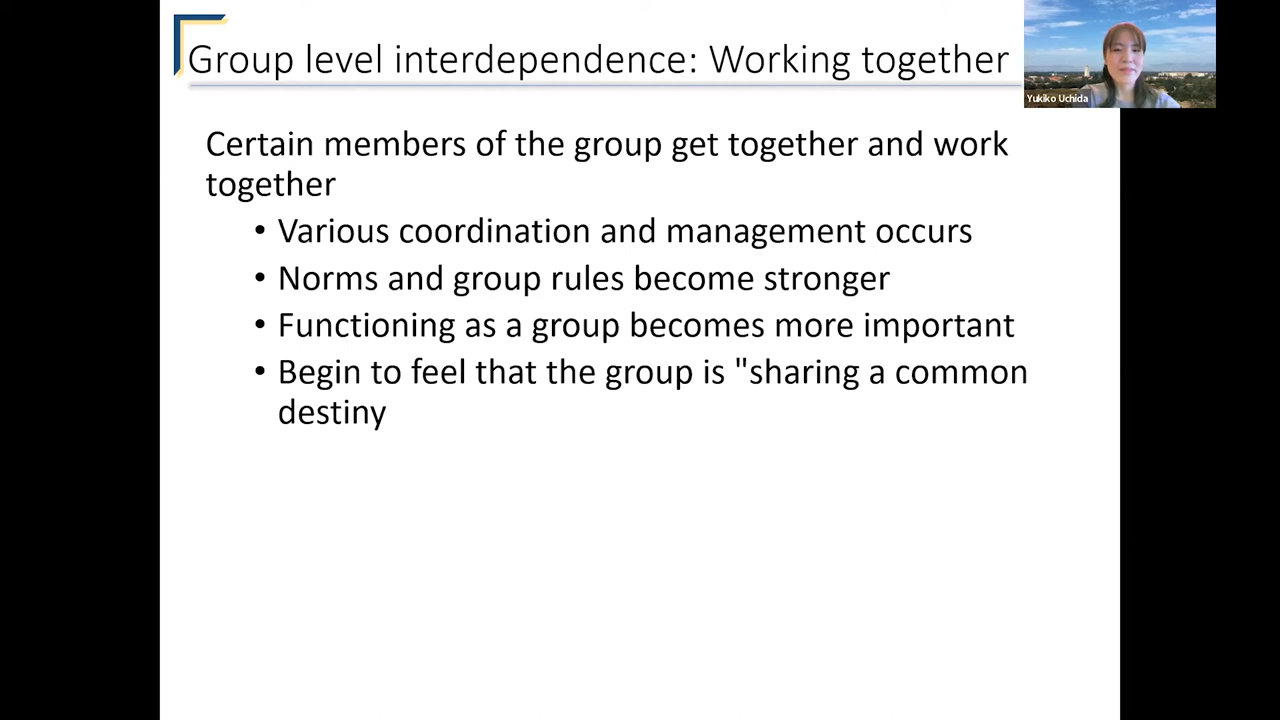 Group level interdependence: Working together
Yukiko Uchida
Certain members of the group get together and work
together
• Various coordination and management occurs
• Norms and group rules become stronger
• Functioning as a group becomes more important
• Begin to feel that the group is "sharing a common
destiny